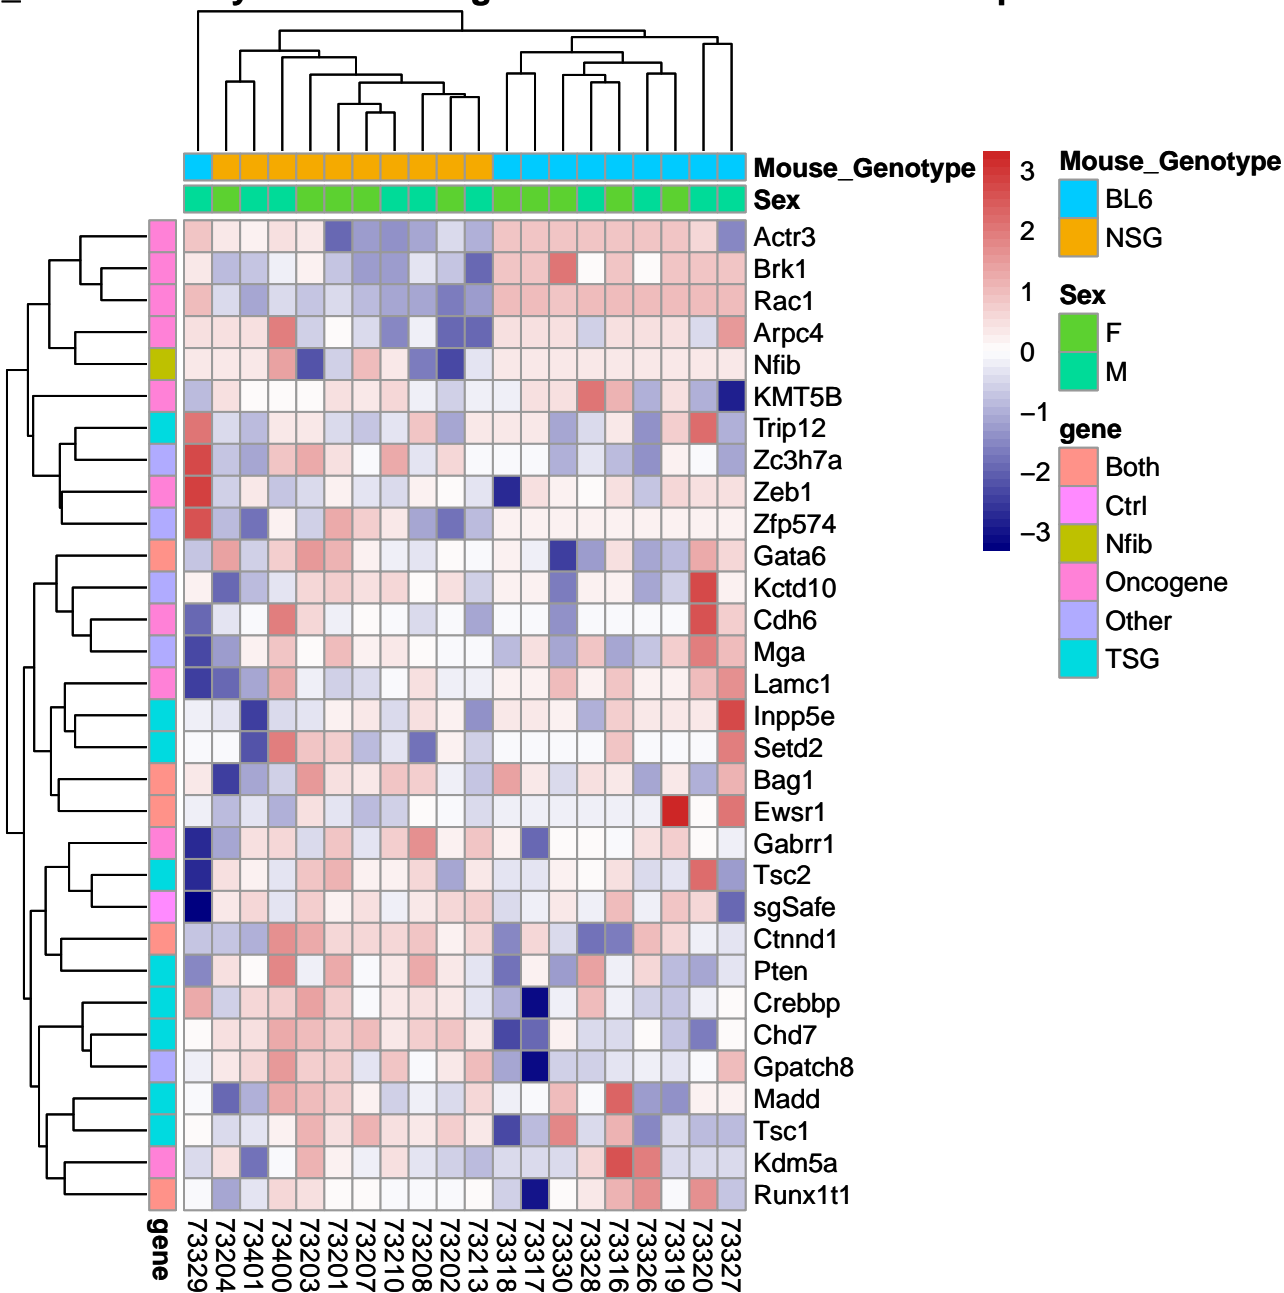 Mouse_Genotype
Sex
Actr3
Brk1
Rac1
Arpc4
Nfib
KMT5B
Trip12
Zc3h7a
Zeb1
Zfp574
Gata6
Kctd10
Cdh6
Mga
Lamc1
Inpp5e
Setd2
Bag1
Ewsr1
Gabrr1
Tsc2
sgSafe
Ctnnd1
Pten
Crebbp
Chd7
Gpatch8
Madd
Tsc1
Kdm5a
Runx1t1
gene
73329
73204
73401
73400
73203
73201
73207
73210
73208
73202
73213
73318
73317
73330
73328
73316
73326
73319
73320
73327
3
2
1
0
−1
−2
−3
Mouse_Genotype
BL6
NSG
Sex
F
M
gene
Both
Ctrl
Nfib
Oncogene
Other
TSG